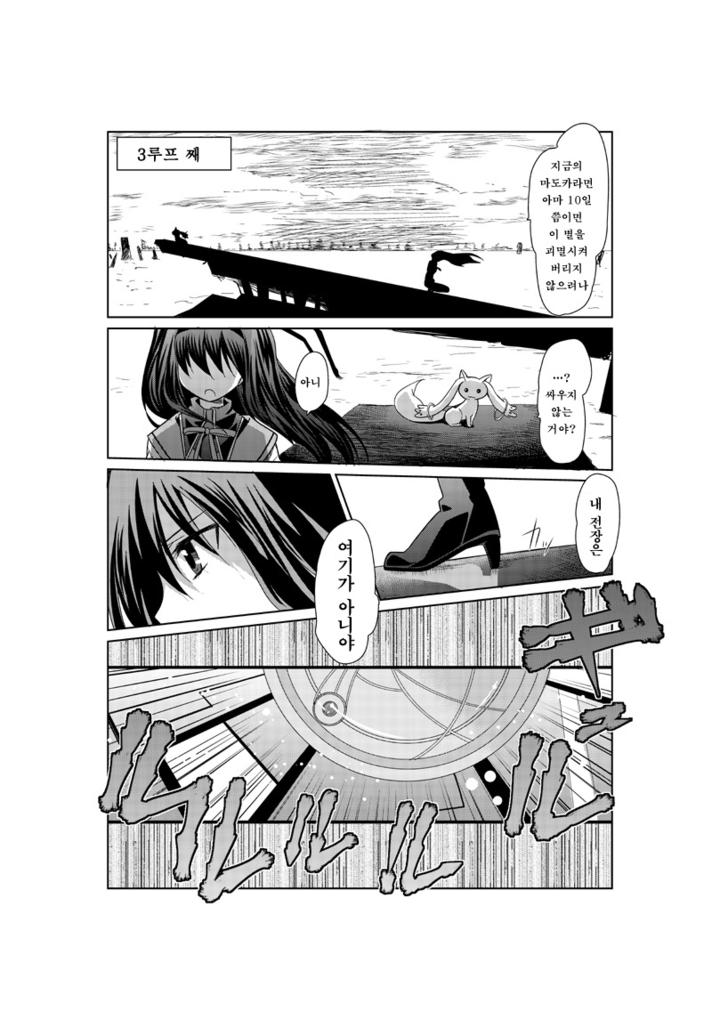 3루프 째
지금의
마도카라면
아마 10일
쯤이면
이 별을
괴멸시켜
버리지
않으려나
…?
싸우지
않는
거야?
아니
내 전장은
カッ
여기가 아니야
ギュルルルルルル